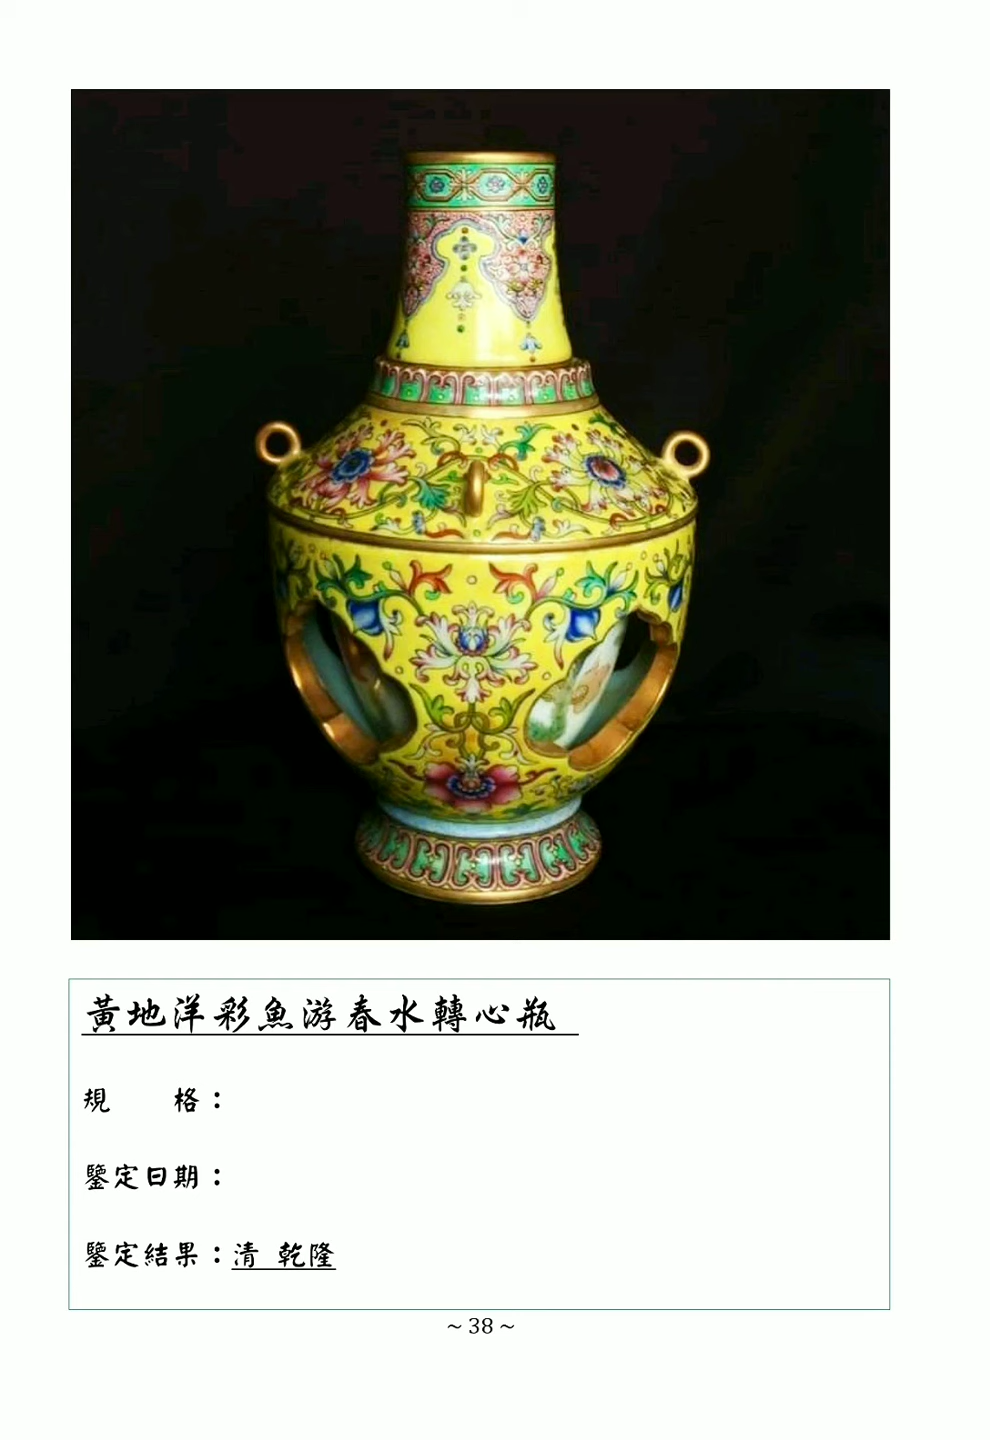 黃地洋彩魚游春水轉心瓶
規　　格：
鑒定日期：
鑒定結果：清 乾隆
~ 38 ~